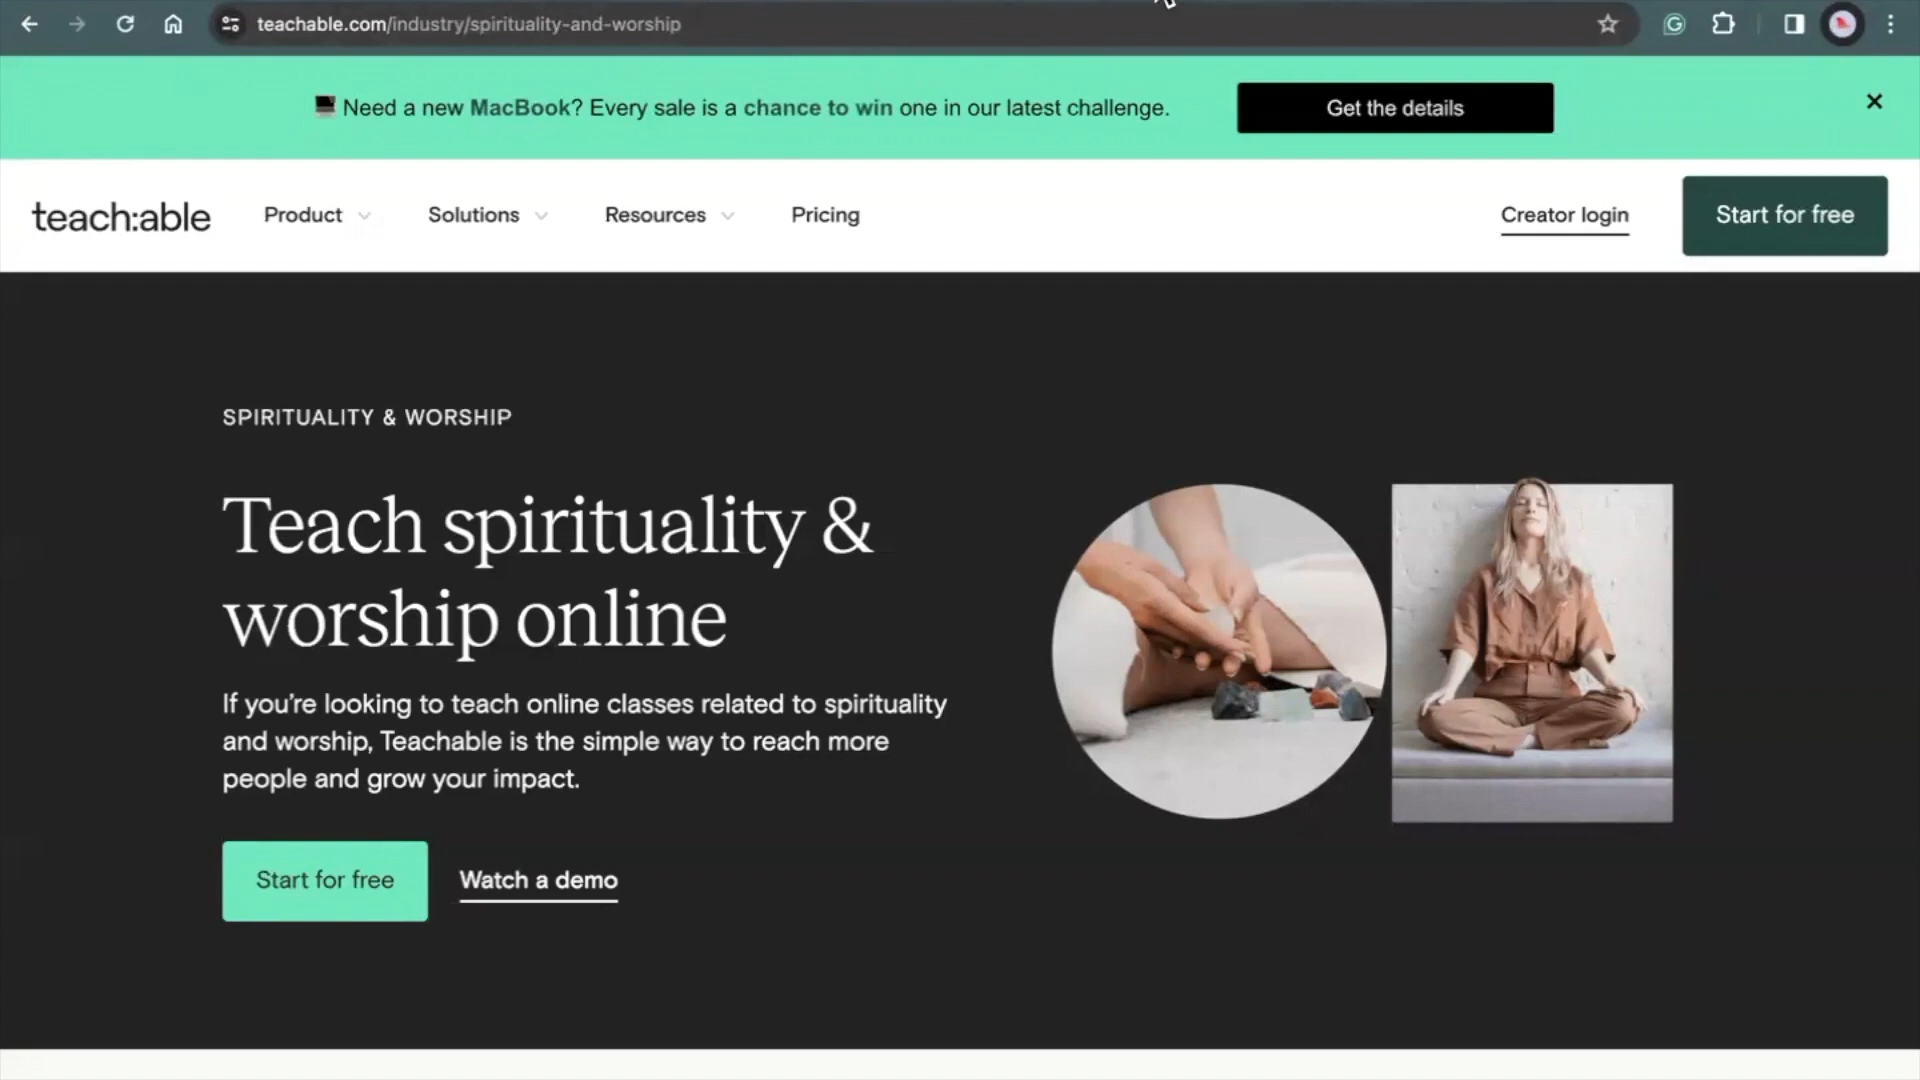 teachable.com/industry/spirituality-and-worship
Need a new MacBook? Every sale is a chance to win one in our latest challenge.
Get the details
teach:able
Product
Solutions
Resources
Pricing
Creator login
Start for free
SPIRITUALITY & WORSHIP
Teach spirituality &
worship online
If you’re looking to teach online classes related to spirituality
and worship, Teachable is the simple way to reach more
people and grow your impact.
Start for free
Watch a demo